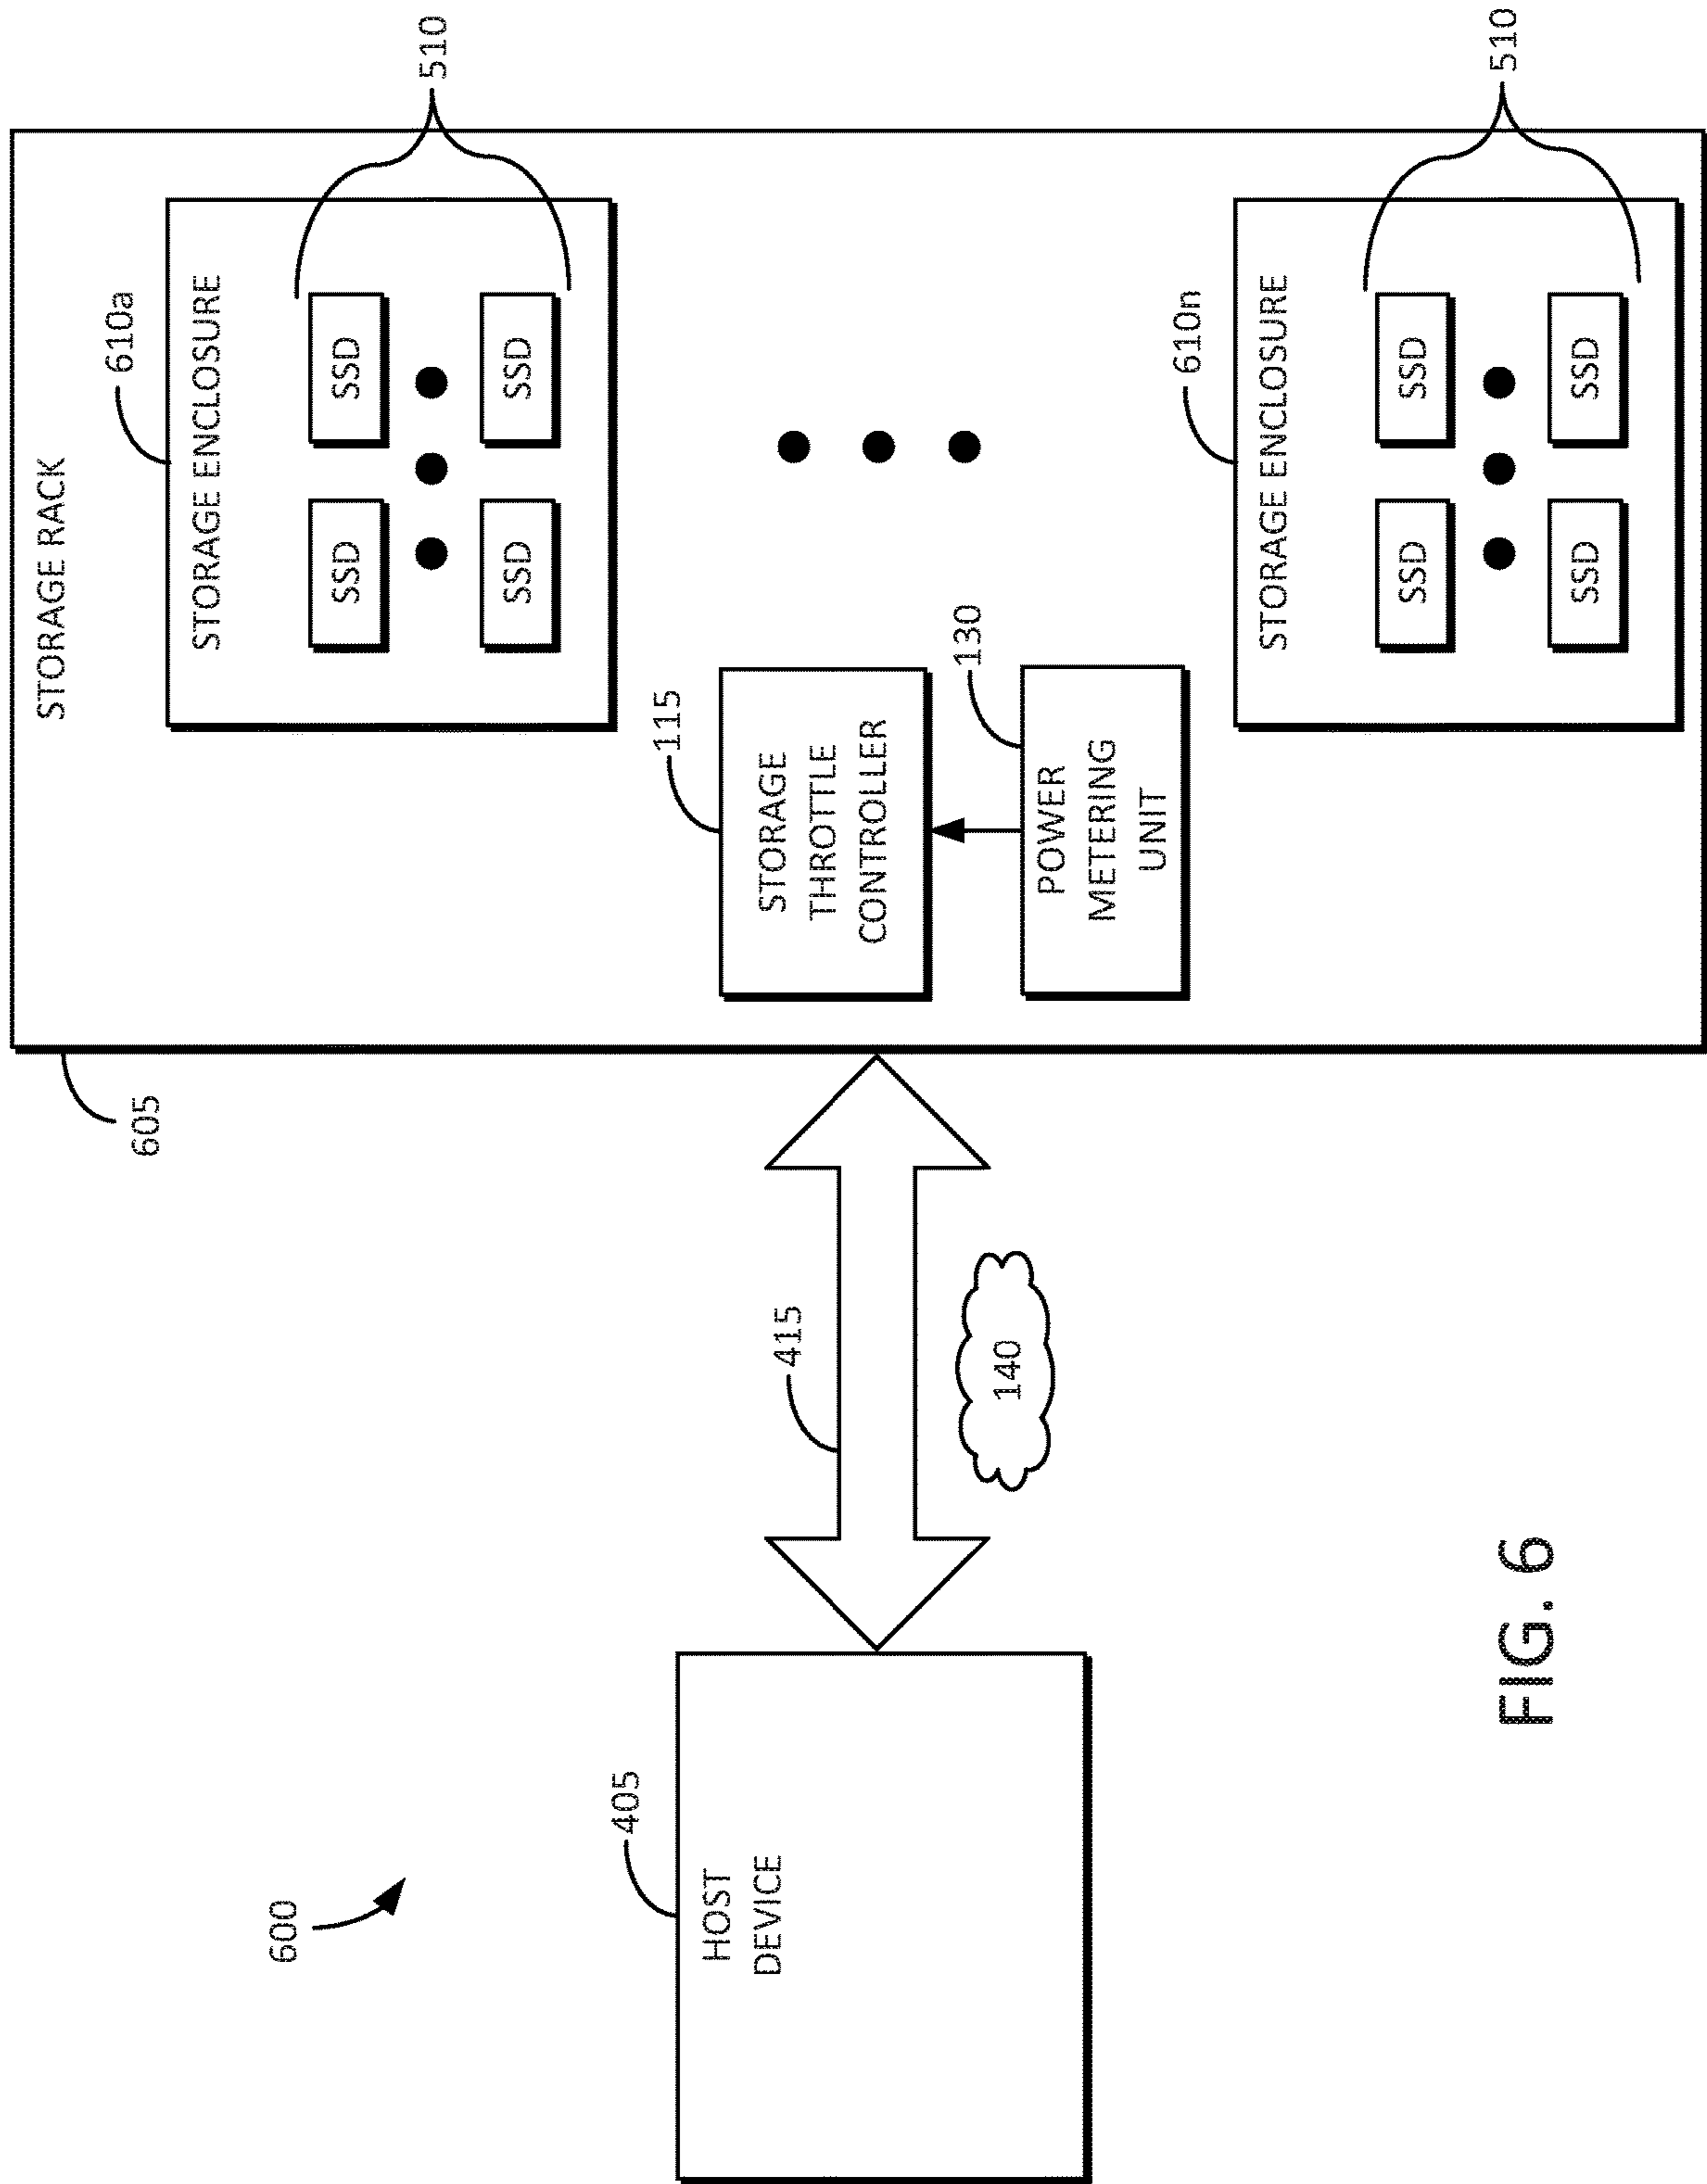 600
HOST
DEVICE
405
415
140
605
STORAGE RACK
610a
STORAGE ENCLOSURE
SSD
SSD
SSD
SSD
510
115
STORAGE
THROTTLE
CONTROLLER
130
POWER
METERING
UNIT
610n
STORAGE ENCLOSURE
SSD
SSD
SSD
SSD
510
FIG. 6